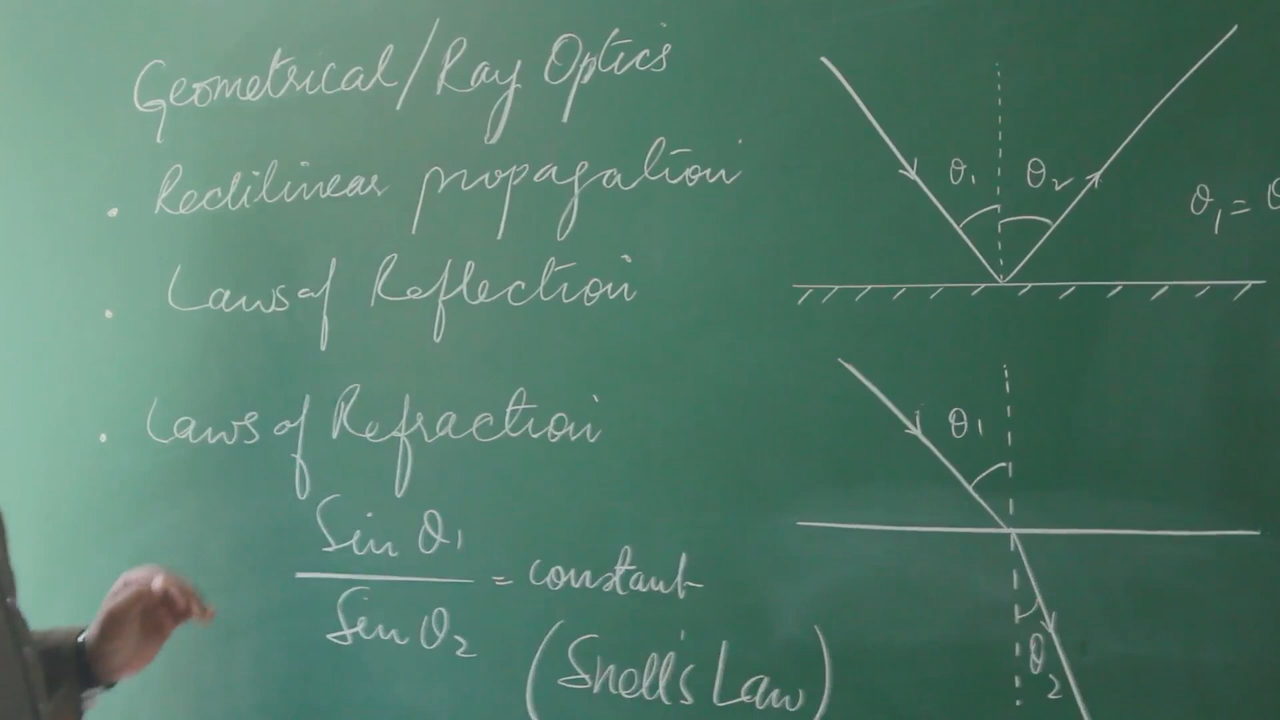 Geometrical/Ray Optics
. Rectilinear propagation
. Laws of Reflection
. Laws of Refraction
Sin θ1
Sin θ2
= constant
(Snell's Law)
θ1 θ2
θ1 =
θ1
θ2